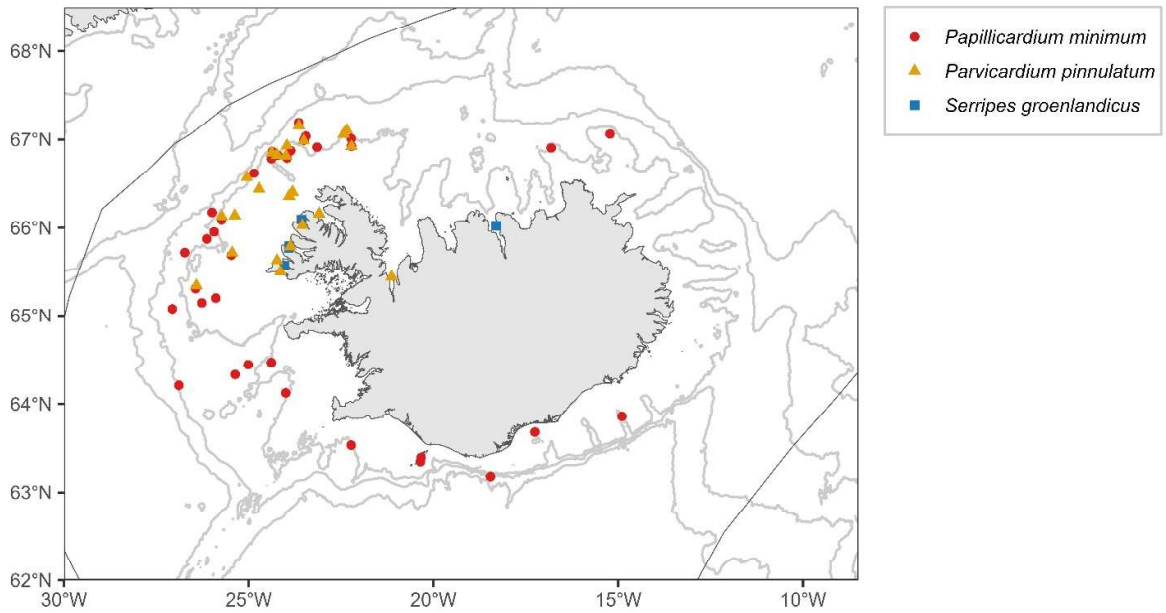 68°N
67°N
66°N
65°N
64°N
63°N
62°N
30°W
25°W
20°W
15°W
10°W
Papillicardium minimum
Parvicardium pinnulatum
Serripes groenlandicus